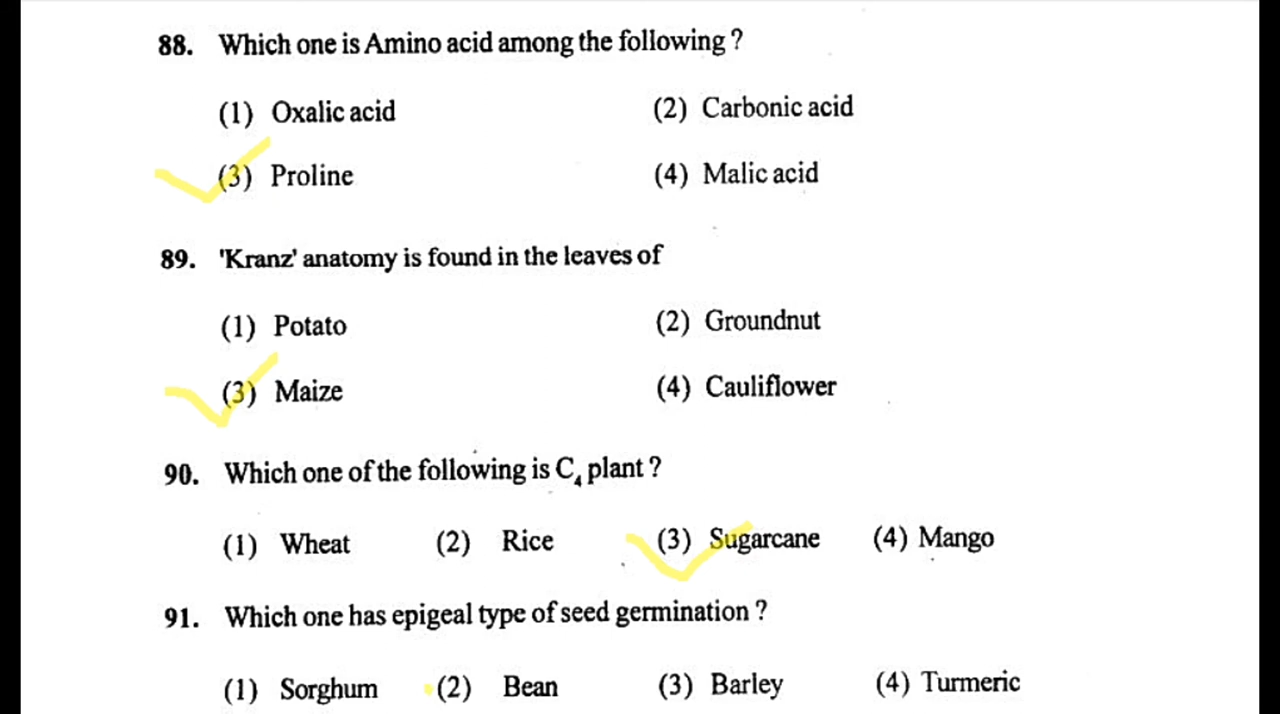 88. Which one is Amino acid among the following ?
(1) Oxalic acid (2) Carbonic acid
(3) Proline (4) Malic acid
89. 'Kranz' anatomy is found in the leaves of
(1) Potato (2) Groundnut
(3) Maize (4) Cauliflower
90. Which one of the following is C₄ plant ?
(1) Wheat (2) Rice (3) Sugarcane (4) Mango
91. Which one has epigeal type of seed germination ?
(1) Sorghum (2) Bean (3) Barley (4) Turmeric